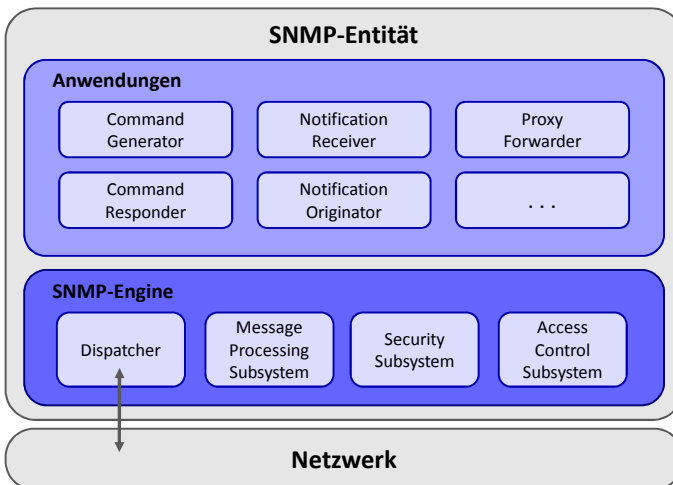 SNMP-Entität
Anwendungen
Command
Generator
Notification
Receiver
Proxy
Forwarder
Command
Responder
Notification
Originator
. . .
SNMP-Engine
Dispatcher
Message
Processing
Subsystem
Security
Subsystem
Access
Control
Subsystem
Netzwerk